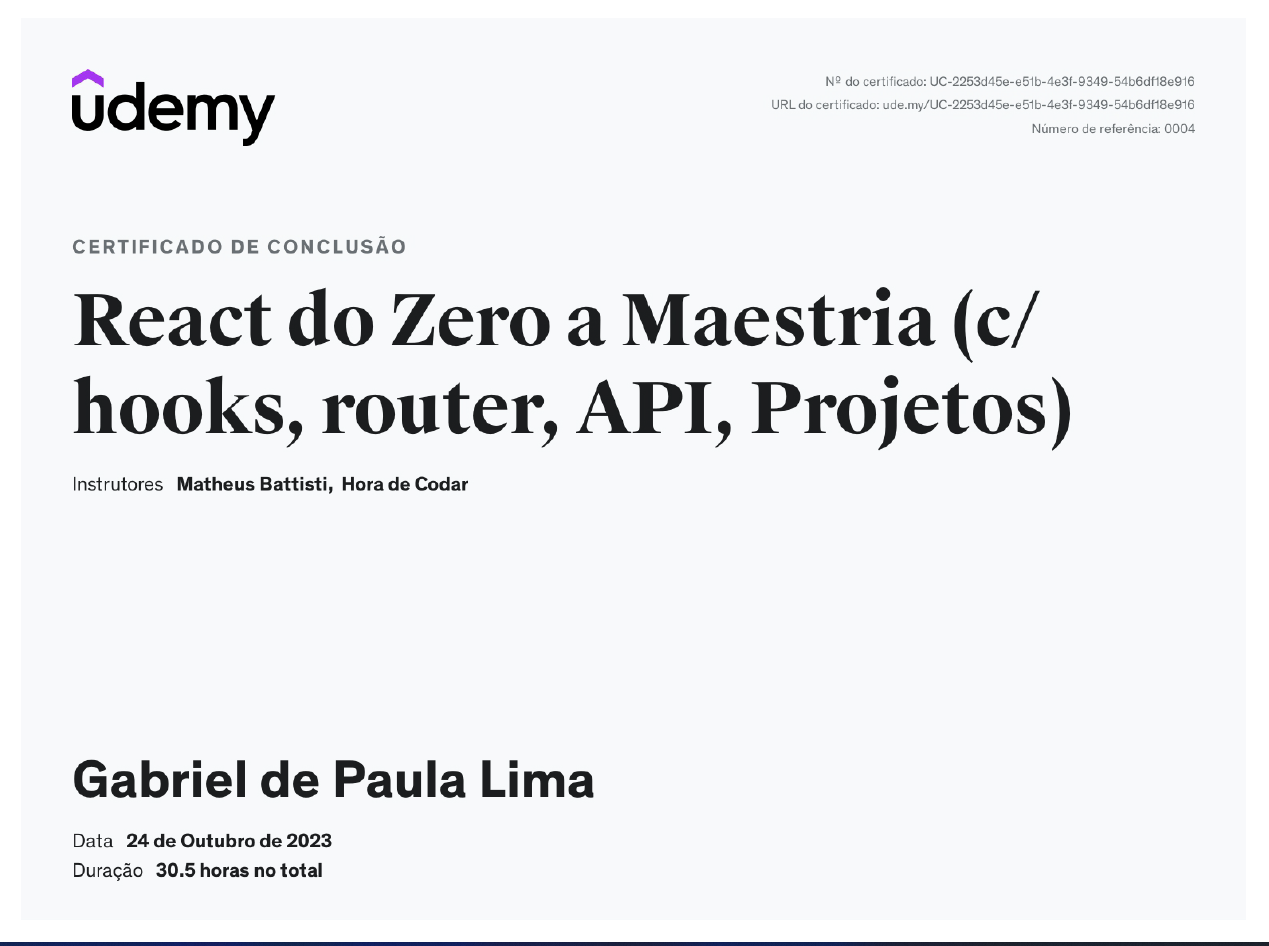 udemy
Nº do certificado: UC-2253d45e-e51b-4e3f-9349-54b6df18e916
URL do certificado: ude.my/UC-2253d45e-e51b-4e3f-9349-54b6df18e916
Número de referência: 0004
CERTIFICADO DE CONCLUSÃO
React do Zero a Maestria (c/
hooks, router, API, Projetos)
Instrutores Matheus Battisti, Hora de Codar
Gabriel de Paula Lima
Data 24 de Outubro de 2023
Duração 30.5 horas no total